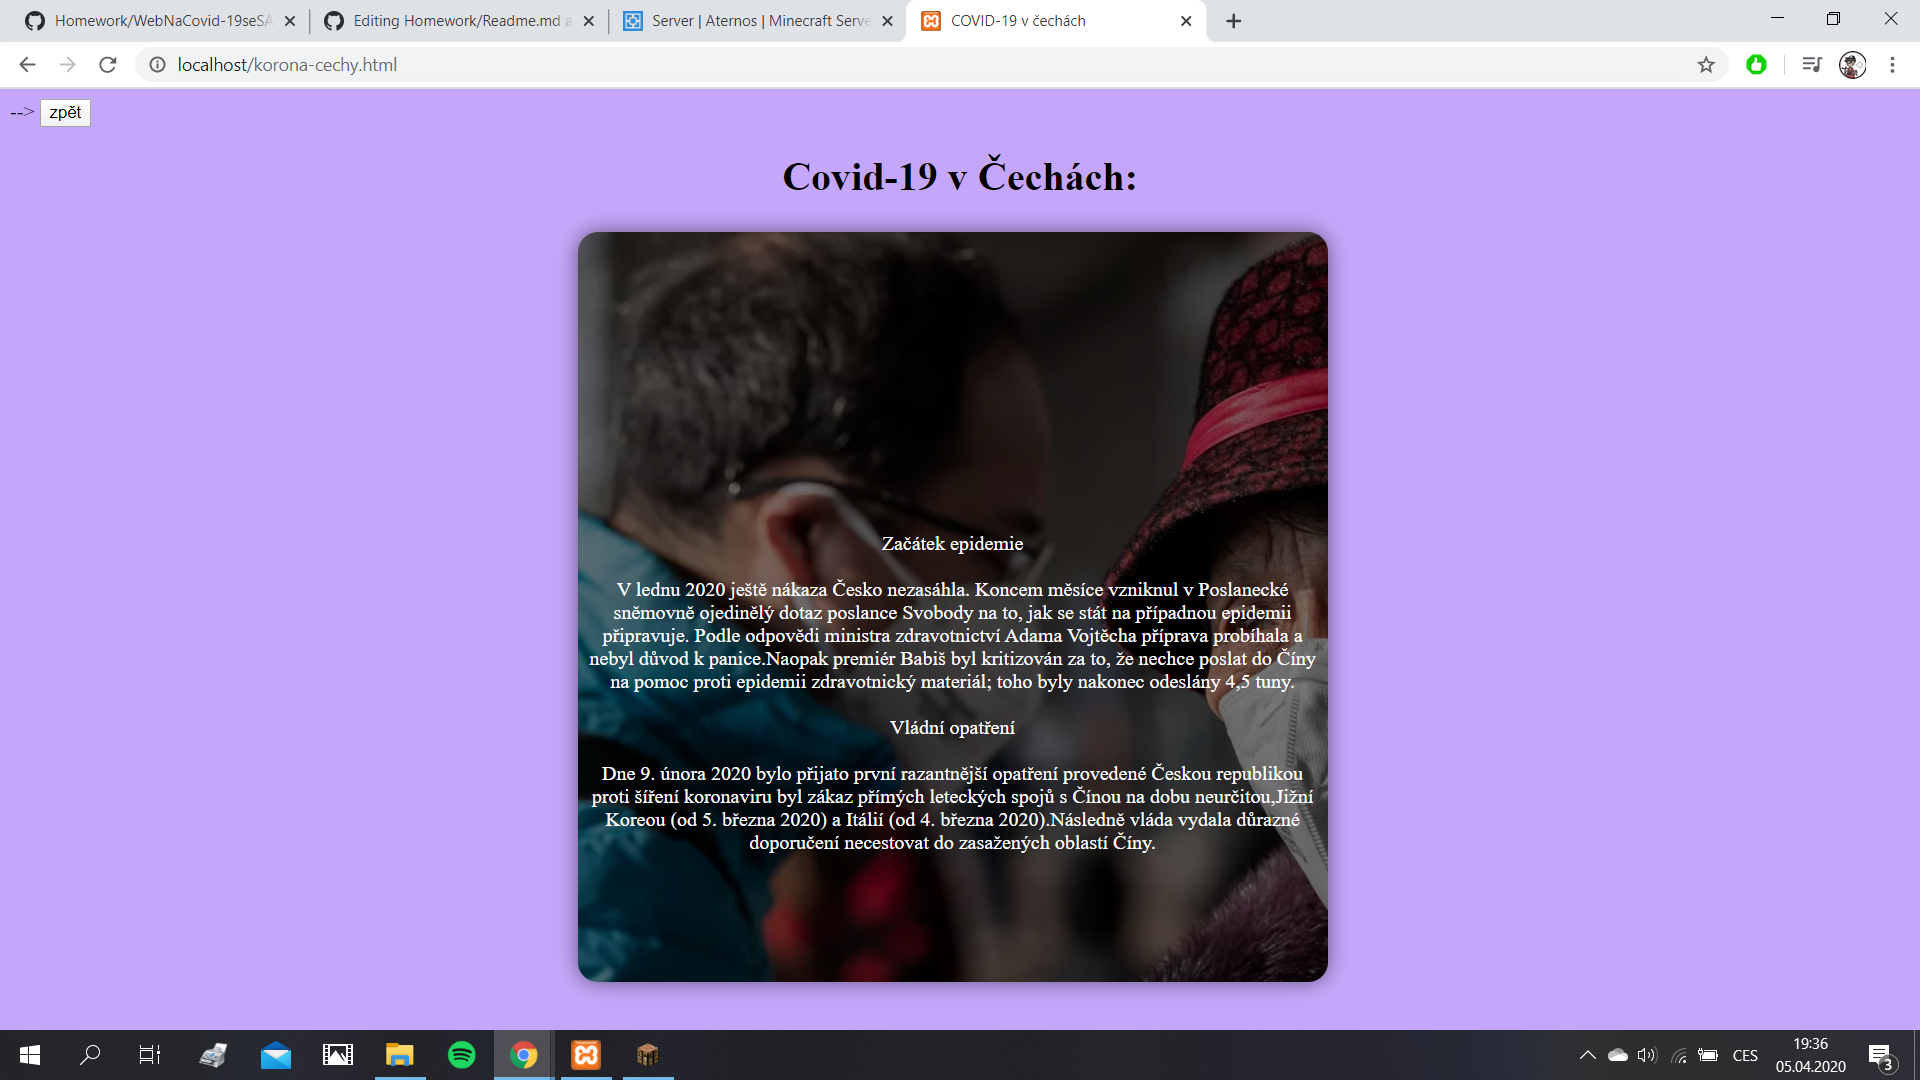 Homework/WebNaCovid-19seSA
Editing Homework/Readme.md a
Server | Aternos | Minecraft Serve
COVID-19 v čechách
localhost/korona-cechy.html
--> zpět
Covid-19 v Čechách:
Začátek epidemie
V lednu 2020 ještě nákaza Česko nezasáhla. Koncem měsíce vzniknul v Poslanecké
sněmovně ojedinělý dotaz poslance Svobody na to, jak se stát na případnou epidemii
připravuje. Podle odpovědi ministra zdravotnictví Adama Vojtěcha příprava probíhala a
nebyl důvod k panice.Naopak premiér Babiš byl kritizován za to, že nechce poslat do Číny
na pomoc proti epidemii zdravotnický materiál; toho byly nakonec odeslány 4,5 tuny.
Vládní opatření
Dne 9. února 2020 bylo přijato první razantnější opatření provedené Českou republikou
proti šíření koronaviru byl zákaz přímých leteckých spojů s Čínou na dobu neurčitou,Jižní
Koreou (od 5. března 2020) a Itálií (od 4. března 2020).Následně vláda vydala důrazné
doporučení necestovat do zasažených oblastí Číny.
CES
19:36
05.04.2020
3